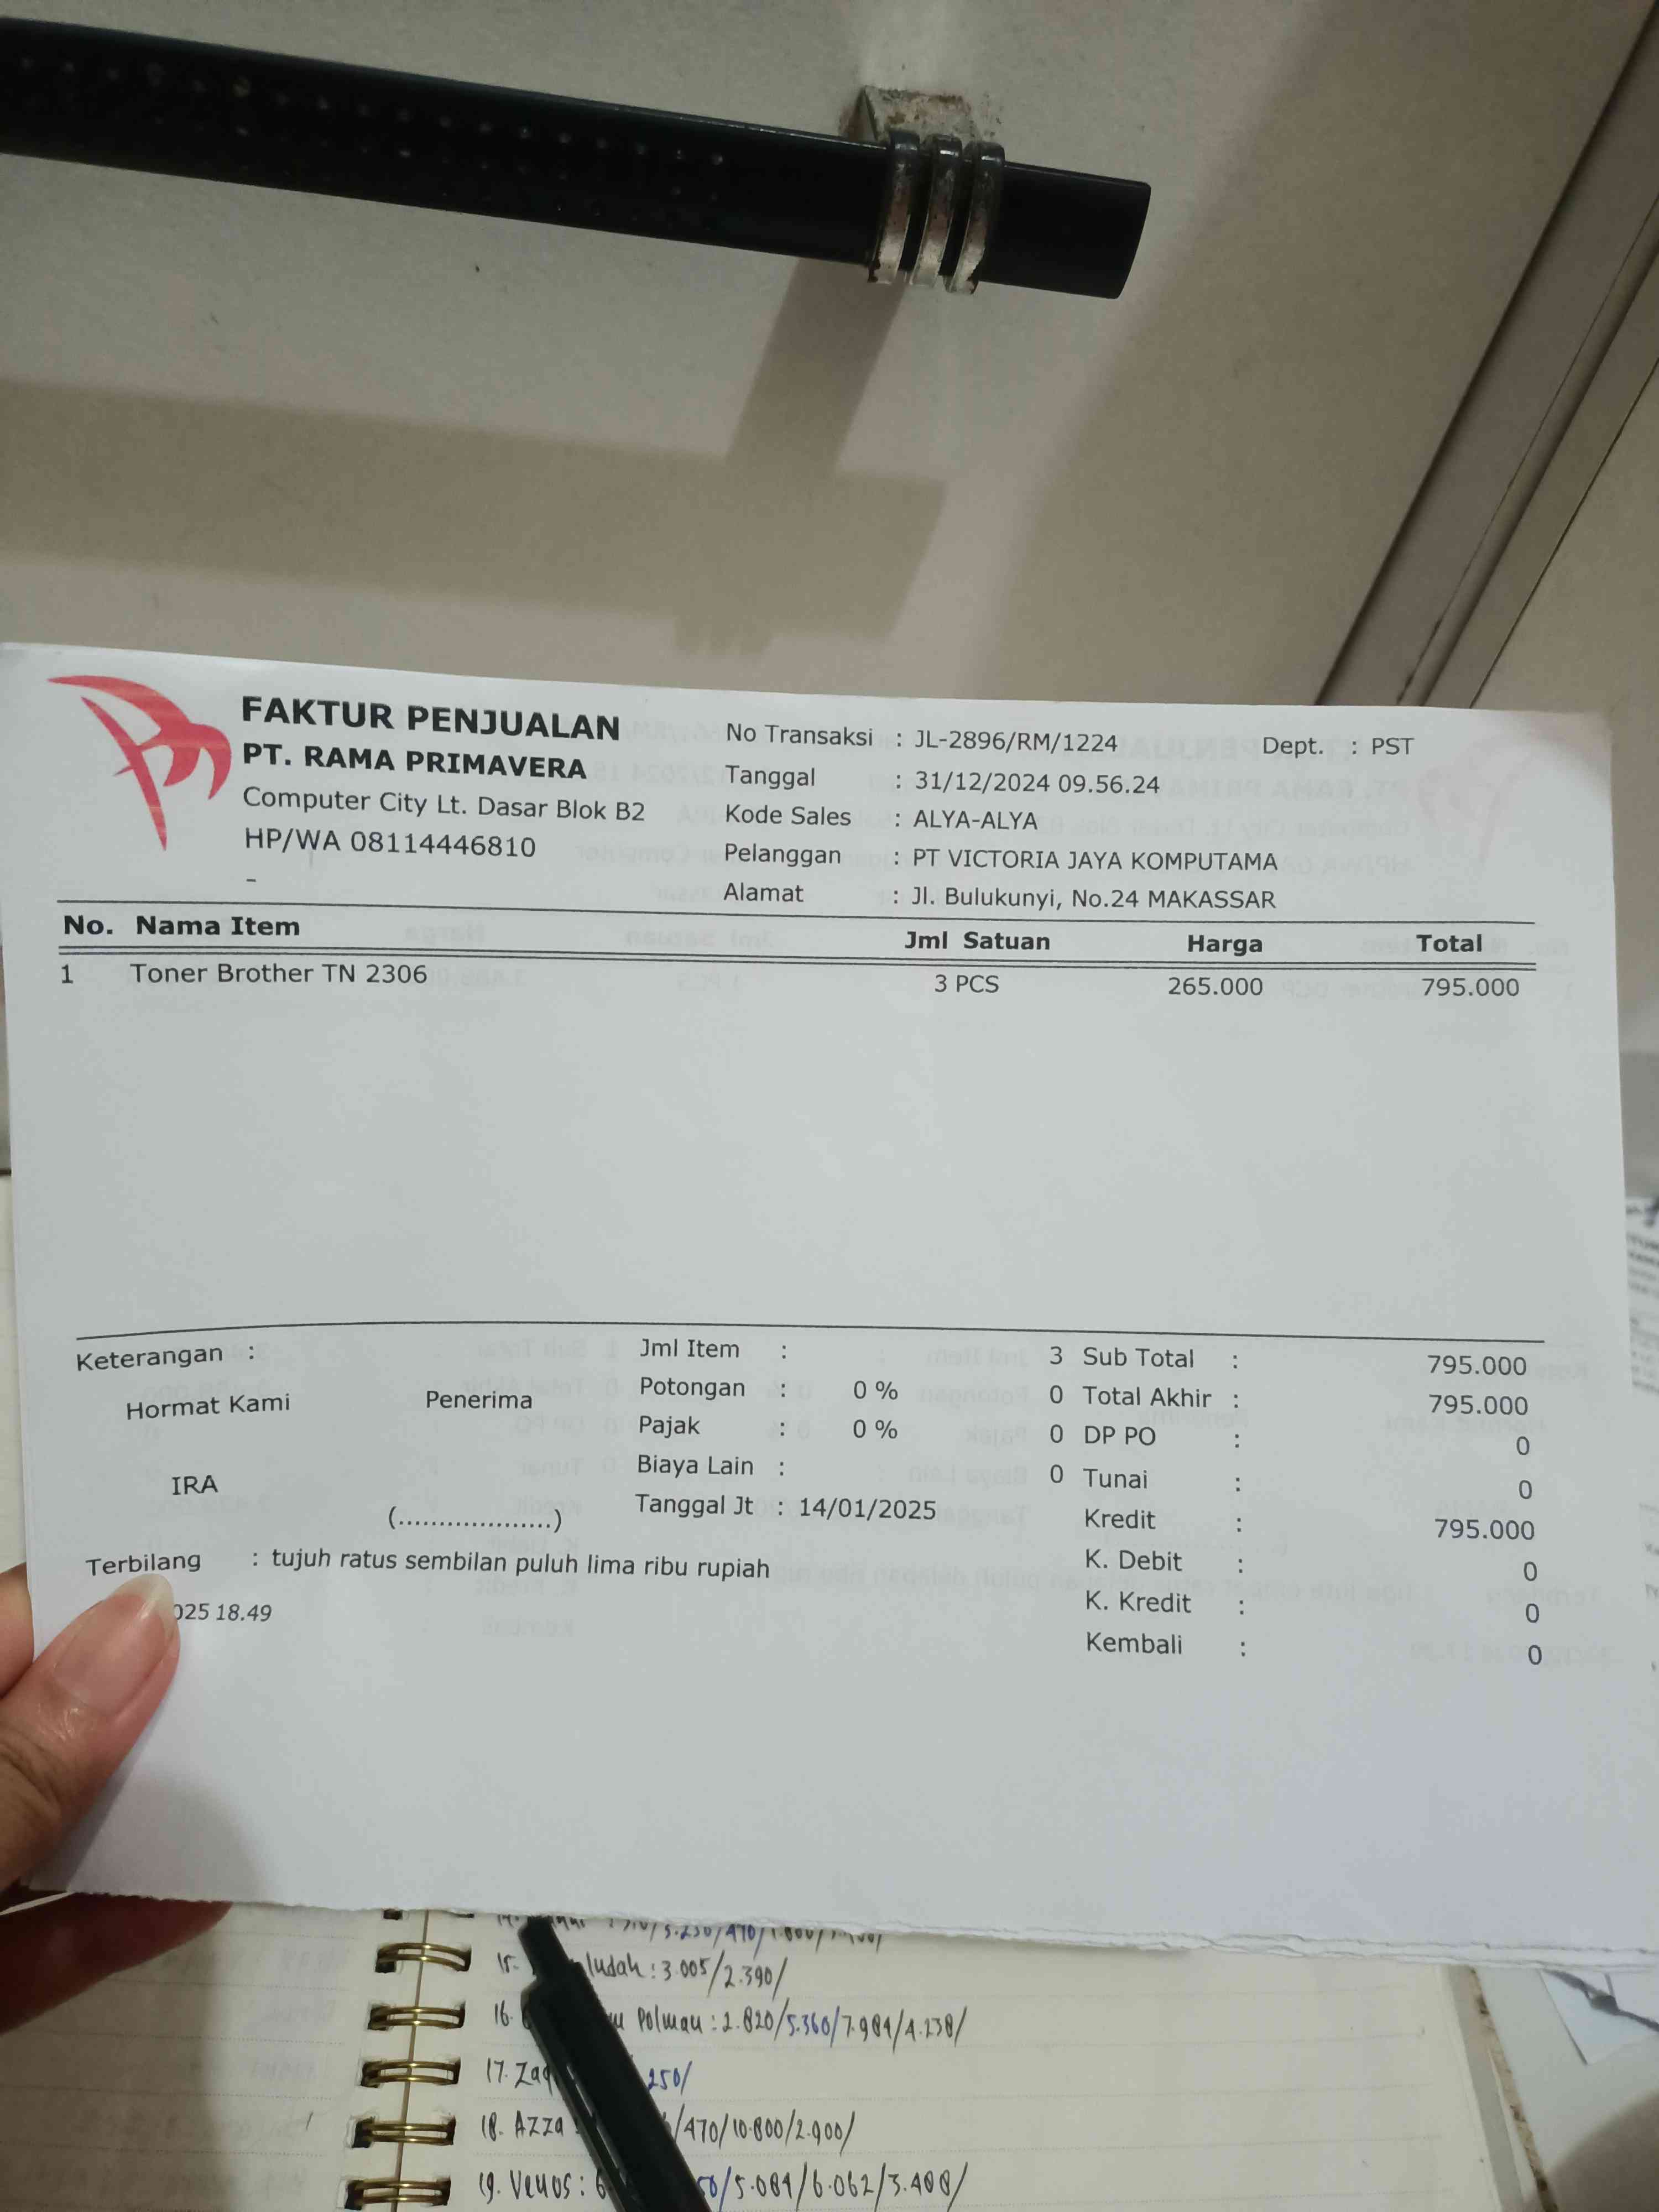 FAKTUR PENJUALAN
PT. RAMA PRIMAVERA
Computer City Lt. Dasar Blok B2
HP/WA 08114446810
-
No Transaksi : JL-2896/RM/1224 Dept. : PST
Tanggal : 31/12/2024 09.56.24
Kode Sales : ALYA-ALYA
Pelanggan : PT VICTORIA JAYA KOMPUTAMA
Alamat : Jl. Bulukunyi, No.24 MAKASSAR
No. Nama Item Jml Satuan Harga Total
1 Toner Brother TN 2306 3 PCS 265.000 795.000
Keterangan :
Hormat Kami Penerima
IRA
(...................)
Jml Item : 3
Potongan : 0 % 0
Pajak : 0 % 0
Biaya Lain : 0
Tanggal Jt : 14/01/2025
Sub Total : 795.000
Total Akhir : 795.000
DP PO : 0
Tunai : 0
Kredit : 795.000
K. Debit : 0
K. Kredit : 0
Kembali : 0
Terbilang : tujuh ratus sembilan puluh lima ribu rupiah
025 18.49
15. ludah : 3.005/2.390/
16. Polman : 2.820/5.360/7.984/4.238/
17. 250/
18. Azza /470/10.800/2.900/
19. Venos : 6 50/5.084/6.062/3.488/